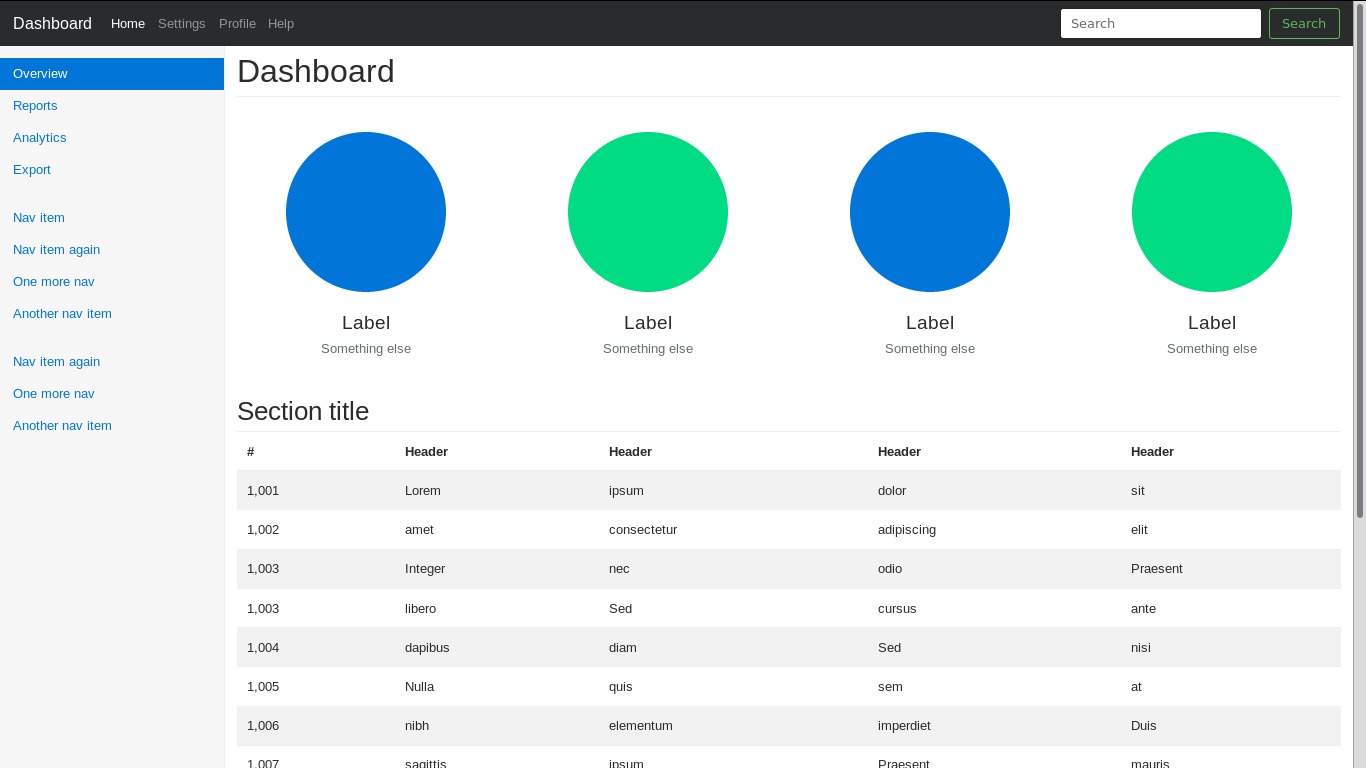 Dashboard Home Settings Profile Help Search Search
Overview
Reports
Analytics
Export
Nav item
Nav item again
One more nav
Another nav item
Nav item again
One more nav
Another nav item
Dashboard
Label Label Label Label
Something else Something else Something else Something else
Section title
# Header Header Header Header
1,001 Lorem ipsum dolor sit
1,002 amet consectetur adipiscing elit
1,003 Integer nec odio Praesent
1,003 libero Sed cursus ante
1,004 dapibus diam Sed nisi
1,005 Nulla quis sem at
1,006 nibh elementum imperdiet Duis
1,007 sagittis ipsum Praesent mauris